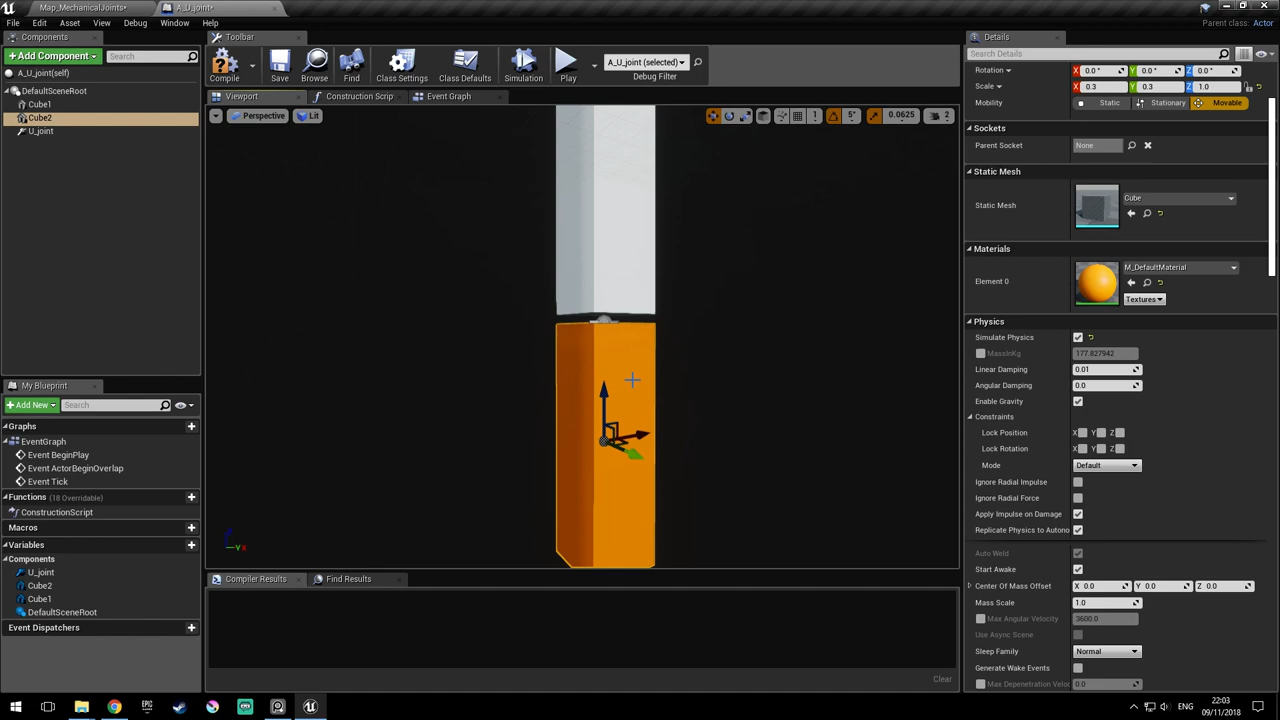 Map_MechanicalJoints*
A_U_joint*
File Edit Asset View Debug Window Help
Parent class: Actor
Components
Toolbar
Details
Add Component
Search
Compile Save Browse Find Class Settings Class Defaults Simulation Play
A_U_joint (selected)
Debug Filter
Search Details
A_U_joint(self)
DefaultSceneRoot
Cube1
Cube2
U_joint
Viewport
Construction Scrip
Event Graph
Perspective Lit
1 5° 0.0625 2
Rotation X 0.0 ° Y 0.0 ° Z 0.0 °
Scale X 0.3 Y 0.3 Z 1.0
Mobility Static Stationary Movable
Sockets
Parent Socket None
Static Mesh
Static Mesh Cube
Materials
Element 0 M_DefaultMaterial
Textures
Physics
Simulate Physics
MassInKg 177.827942
Linear Damping 0.01
Angular Damping 0.0
Enable Gravity
Constraints
Lock Position X Y Z
Lock Rotation X Y Z
Mode Default
Ignore Radial Impulse
Ignore Radial Force
Apply Impulse on Damage
Replicate Physics to Autono
Auto Weld
Start Awake
Center Of Mass Offset X 0.0 Y 0.0 Z 0.0
Mass Scale 1.0
Max Angular Velocity 3600.0
Use Async Scene
Sleep Family Normal
Generate Wake Events
Max Depenetration Veloc 0.0
My Blueprint
Add New Search
Graphs
EventGraph
Event BeginPlay
Event ActorBeginOverlap
Event Tick
Functions (18 Overridable)
ConstructionScript
Macros
Variables
Components
U_joint
Cube2
Cube1
DefaultSceneRoot
Event Dispatchers
Compiler Results
Find Results
Clear
ENG
22:03
09/11/2018